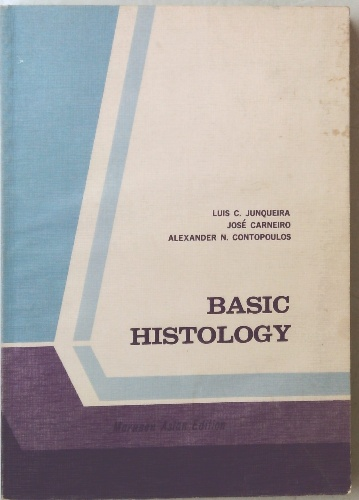 LUIS C. JUNQUEIRA
JOSÉ CARNEIRO
ALEXANDER N. CONTOPOULOS
BASIC
HISTOLOGY
Maruzen Asian Edition